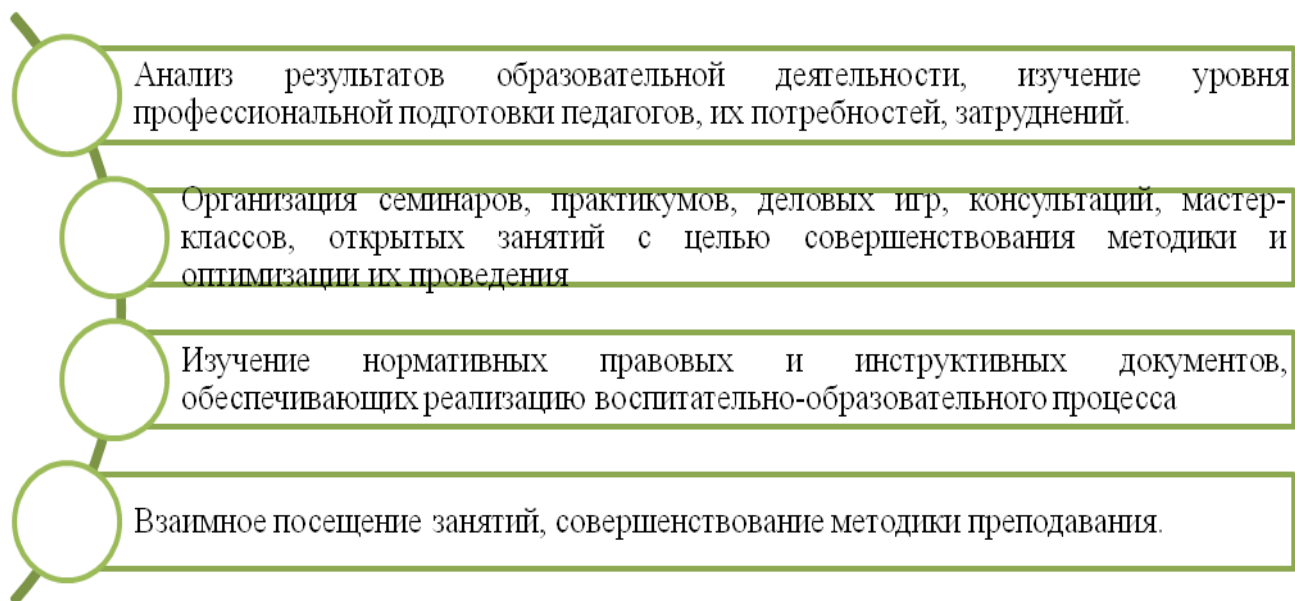 Анализ результатов образовательной деятельности, изучение уровня
профессиональной подготовки педагогов, их потребностей, затруднений.
Организация семинаров, практикумов, деловых игр, консультаций, мастер-
классов, открытых занятий с целью совершенствования методики и
оптимизации их проведения
Изучение нормативных правовых и инструктивных документов,
обеспечивающих реализацию воспитательно-образовательного процесса
Взаимное посещение занятий, совершенствование методики преподавания.